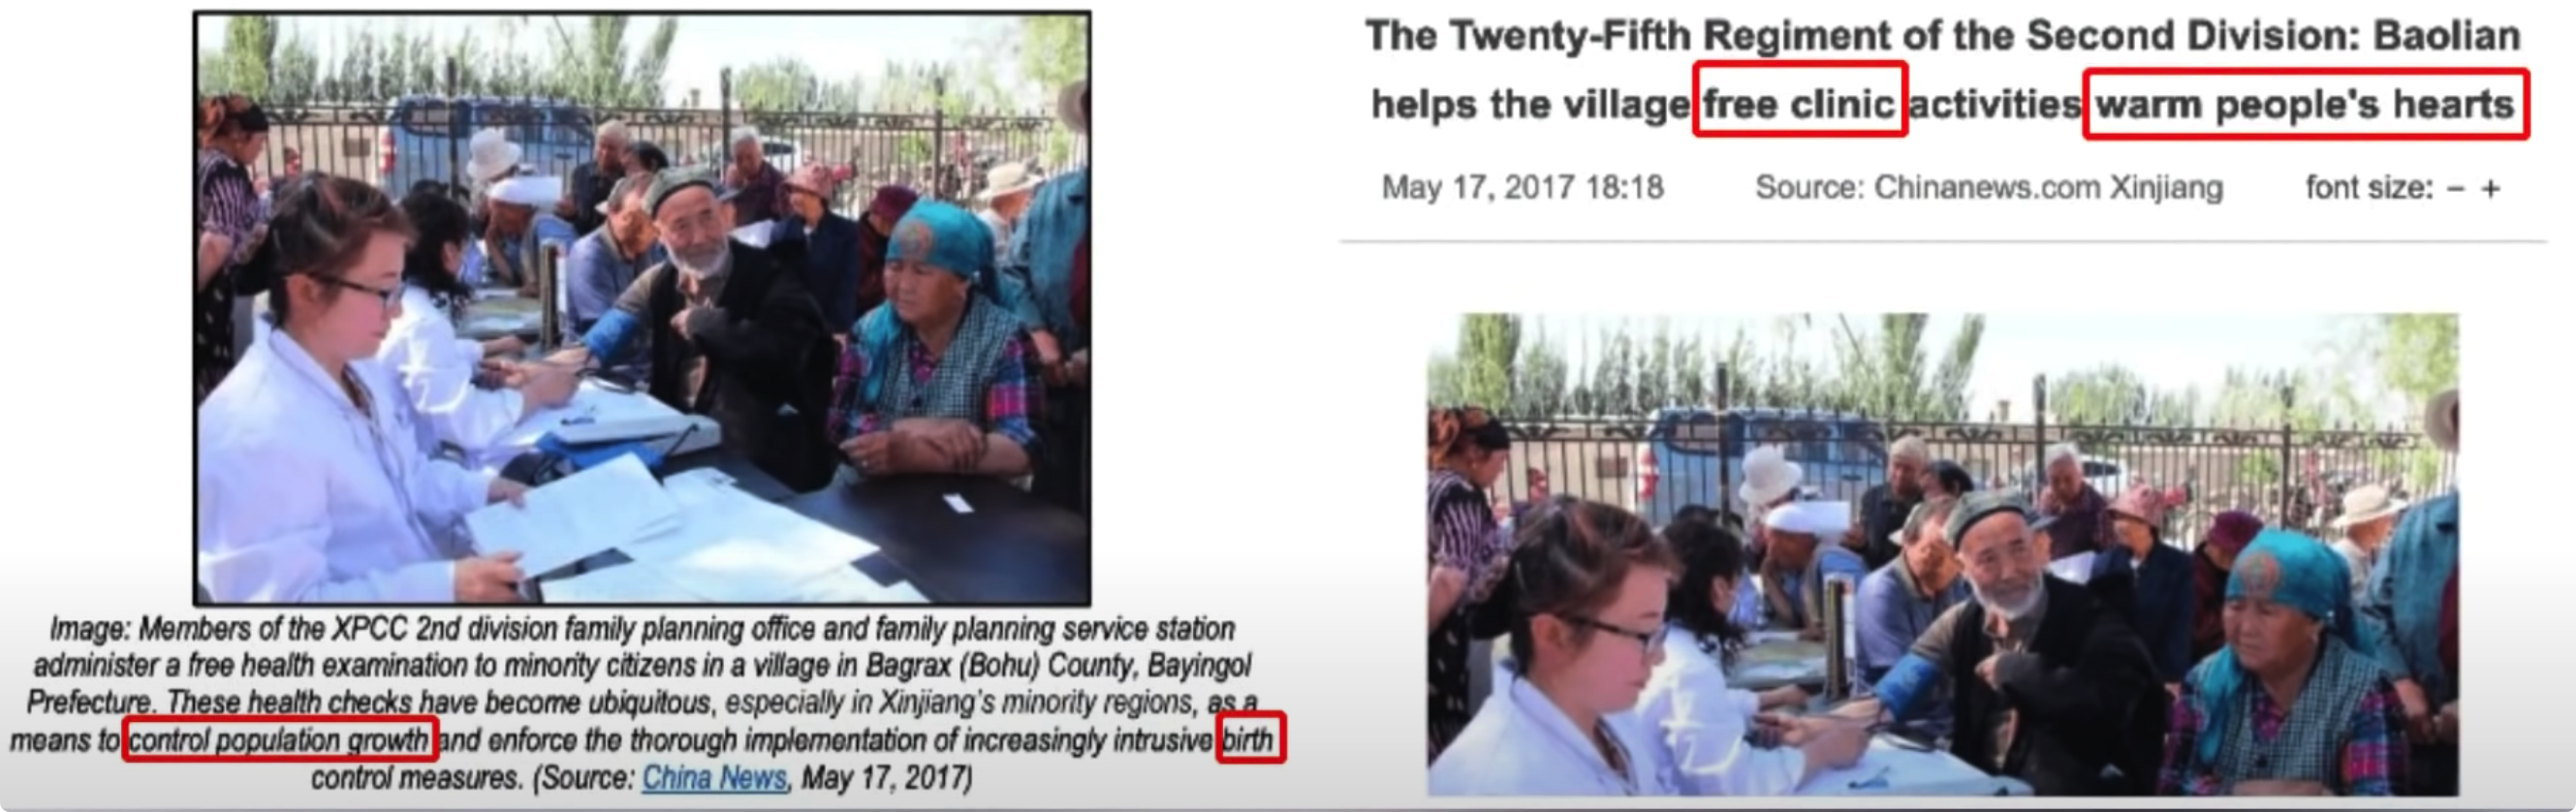 Image: Members of the XPCC 2nd division family planning office and family planning service station
administer a free health examination to minority citizens in a village in Bagrax (Bohu) County, Bayingol
Prefecture. These health checks have become ubiquitous, especially in Xinjiang's minority regions, as a
means to control population growth and enforce the thorough implementation of increasingly intrusive birth
control measures. (Source: China News, May 17, 2017)
The Twenty-Fifth Regiment of the Second Division: Baolian
helps the village free clinic activities warm people's hearts
May 17, 2017 18:18 Source: Chinanews.com Xinjiang font size: − +